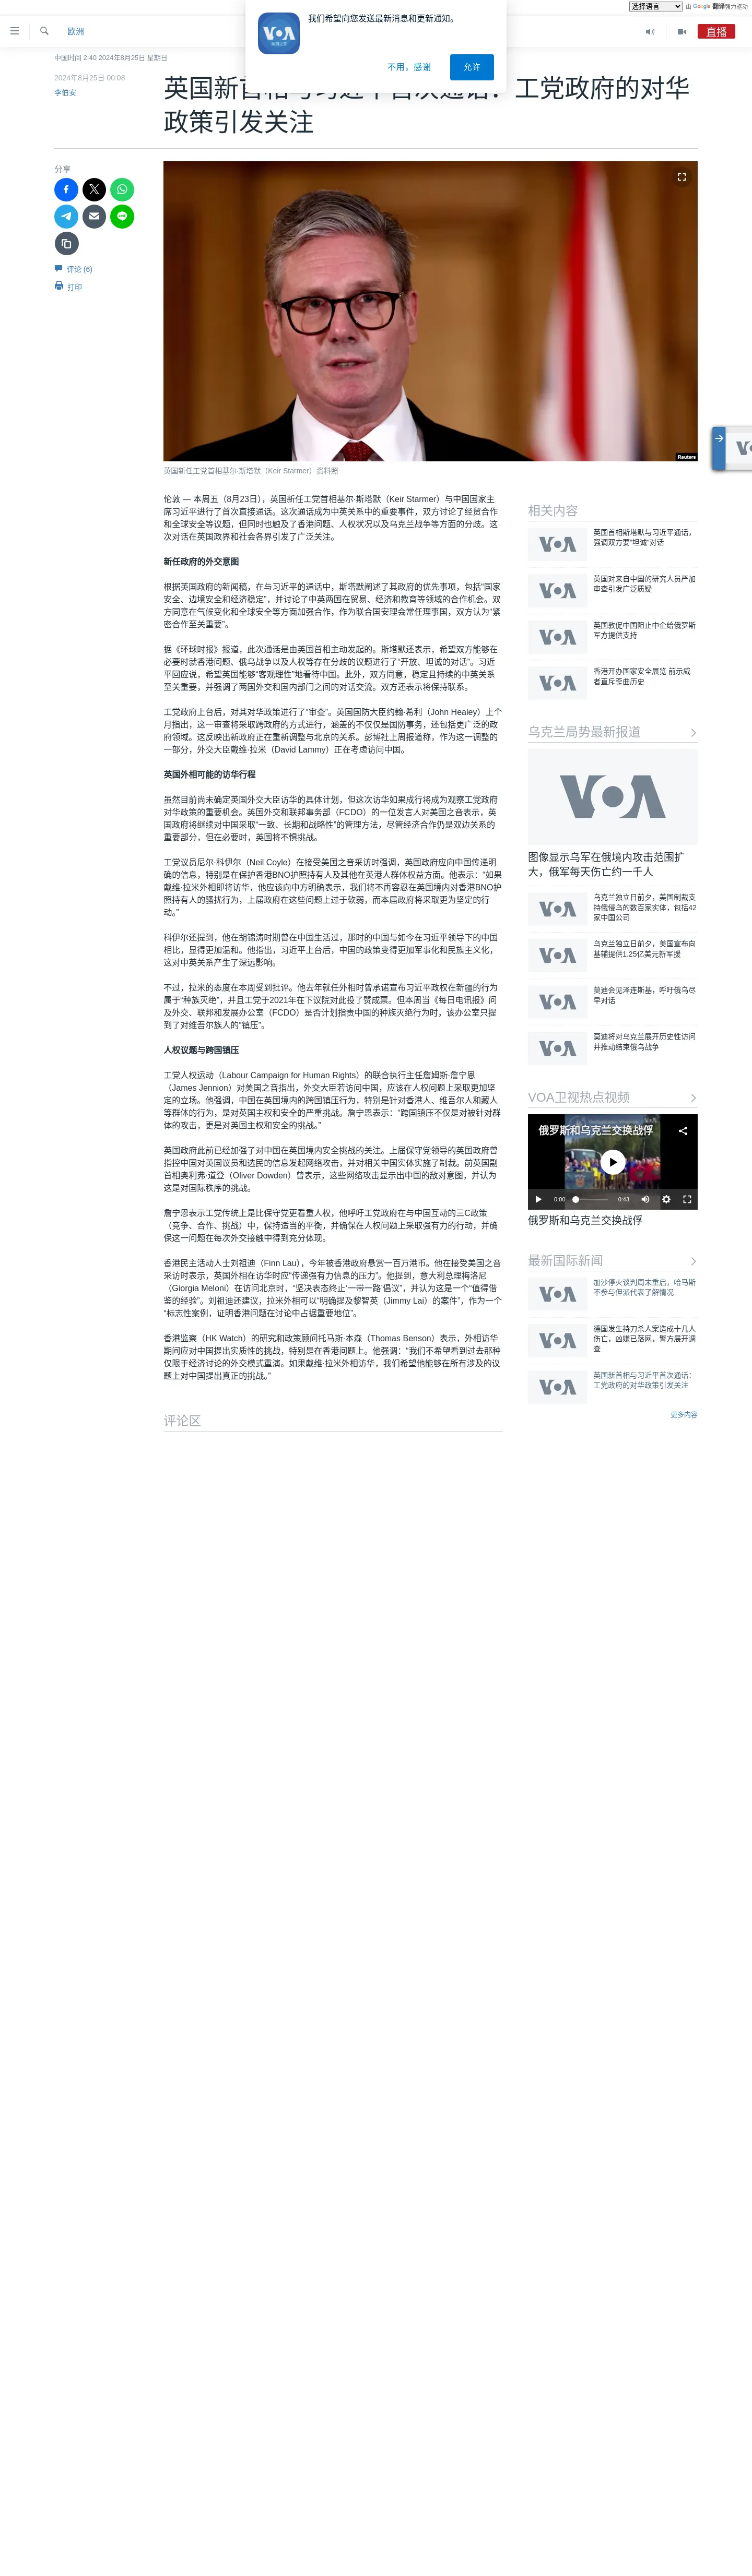 选择语言 由 Google 翻译 强力驱动
欧洲
直播
VOA
美国之音
我们希望向您发送最新消息和更新通知。
不用，感谢
允许
中国时间 2:40 2024年8月25日 星期日
2024年8月25日 00:08
李伯安
英国新首相与习近平首次通话：工党政府的对华
政策引发关注
分享
评论 (6)
打印
Reuters
英国新任工党首相基尔·斯塔默（Keir Starmer）资料照
伦敦 — 本周五（8月23日），英国新任工党首相基尔·斯塔默（Keir Starmer）与中国国家主
席习近平进行了首次直接通话。这次通话成为中英关系中的重要事件，双方讨论了经贸合作
和全球安全等议题，但同时也触及了香港问题、人权状况以及乌克兰战争等方面的分歧。这
次对话在英国政界和社会各界引发了广泛关注。
新任政府的外交意图
根据英国政府的新闻稿，在与习近平的通话中，斯塔默阐述了其政府的优先事项，包括“国家
安全、边境安全和经济稳定”，并讨论了中英两国在贸易、经济和教育等领域的合作机会。双
方同意在气候变化和全球安全等方面加强合作，作为联合国安理会常任理事国，双方认为“紧
密合作至关重要”。
据《环球时报》报道，此次通话是由英国首相主动发起的。斯塔默还表示，希望双方能够在
必要时就香港问题、俄乌战争以及人权等存在分歧的议题进行了“开放、坦诚的对话”。习近
平回应说，希望英国能够“客观理性”地看待中国。此外，双方同意，稳定且持续的中英关系
至关重要，并强调了两国外交和国内部门之间的对话交流。双方还表示将保持联系。
工党政府上台后，对其对华政策进行了“审查”。英国国防大臣约翰·希利（John Healey）上个
月指出，这一审查将采取跨政府的方式进行，涵盖的不仅仅是国防事务，还包括更广泛的政
府领域。这反映出新政府正在重新调整与北京的关系。彭博社上周报道称，作为这一调整的
一部分，外交大臣戴维·拉米（David Lammy）正在考虑访问中国。
英国外相可能的访华行程
虽然目前尚未确定英国外交大臣访华的具体计划，但这次访华如果成行将成为观察工党政府
对华政策的重要机会。英国外交和联邦事务部（FCDO）的一位发言人对美国之音表示，英
国政府将继续对中国采取“一致、长期和战略性”的管理方法，尽管经济合作仍是双边关系的
重要部分，但在必要时，英国将不惧挑战。
工党议员尼尔·科伊尔（Neil Coyle）在接受美国之音采访时强调，英国政府应向中国传递明
确的信息，特别是在保护香港BNO护照持有人及其他在英港人群体权益方面。他表示：“如果
戴维·拉米外相即将访华，他应该向中方明确表示，我们将不再容忍在英国境内对香港BNO护
照持有人的骚扰行为，上届政府在这些问题上过于软弱，而本届政府将采取更为坚定的行
动。”
科伊尔还提到，他在胡锦涛时期曾在中国生活过，那时的中国与如今在习近平领导下的中国
相比，显得更加温和。他指出，习近平上台后，中国的政策变得更加军事化和民族主义化，
这对中英关系产生了深远影响。
不过，拉米的态度在本周受到批评。他去年就任外相时曾承诺宣布习近平政权在新疆的行为
属于“种族灭绝”，并且工党于2021年在下议院对此投了赞成票。但本周当《每日电讯报》问
及外交、联邦和发展办公室（FCDO）是否计划指责中国的种族灭绝行为时，该办公室只提
到了对维吾尔族人的“镇压”。
人权议题与跨国镇压
工党人权运动（Labour Campaign for Human Rights）的联合执行主任詹姆斯·詹宁恩
（James Jennion）对美国之音指出，外交大臣若访问中国，应该在人权问题上采取更加坚
定的立场。他强调，中国在英国境内的跨国镇压行为，特别是针对香港人、维吾尔人和藏人
等群体的行为，是对英国主权和安全的严重挑战。詹宁恩表示：“跨国镇压不仅是对被针对群
体的攻击，更是对英国主权和安全的挑战。”
英国政府此前已经加强了对中国在英国境内安全挑战的关注。上届保守党领导的英国政府曾
指控中国对英国议员和选民的信息发起网络攻击，并对相关中国实体实施了制裁。前英国副
首相奥利弗·道登（Oliver Dowden）曾表示，这些网络攻击显示出中国的敌对意图，并认为
这是对国际秩序的挑战。
詹宁恩表示工党传统上是比保守党更看重人权，他呼吁工党政府在与中国互动的三C政策
（竞争、合作、挑战）中，保持适当的平衡，并确保在人权问题上采取强有力的行动，并确
保这一问题在每次外交接触中得到充分体现。
香港民主活动人士刘祖迪（Finn Lau），今年被香港政府悬赏一百万港币。他在接受美国之音
采访时表示，英国外相在访华时应“传递强有力信息的压力”。他提到，意大利总理梅洛尼
（Giorgia Meloni）在访问北京时，“坚决表态终止‘一带一路’倡议”，并认为这是一个“值得借
鉴的经验”。刘祖迪还建议，拉米外相可以“明确提及黎智英（Jimmy Lai）的案件”，作为一个
“标志性案例，证明香港问题在讨论中占据重要地位”。
香港监察（HK Watch）的研究和政策顾问托马斯·本森（Thomas Benson）表示，外相访华
期间应对中国提出实质性的挑战，特别是在香港问题上。他强调：“我们不希望看到过去那种
仅限于经济讨论的外交模式重演。如果戴维·拉米外相访华，我们希望他能够在所有涉及的议
题上对中国提出真正的挑战。”
评论区
相关内容
VOA
英国首相斯塔默与习近平通话，
强调双方要“坦诚”对话
VOA
英国对来自中国的研究人员严加
审查引发广泛质疑
VOA
英国敦促中国阻止中企给俄罗斯
军方提供支持
VOA
香港开办国家安全展览 前示威
者直斥歪曲历史
乌克兰局势最新报道
VOA
图像显示乌军在俄境内攻击范围扩
大，俄军每天伤亡约一千人
VOA
乌克兰独立日前夕，美国制裁支
持俄侵乌的数百家实体，包括42
家中国公司
VOA
乌克兰独立日前夕，美国宣布向
基辅提供1.25亿美元新军援
VOA
莫迪会见泽连斯基，呼吁俄乌尽
早对话
VOA
莫迪将对乌克兰展开历史性访问
并推动结束俄乌战争
VOA卫视热点视频
俄罗斯和乌克兰交换战俘
VOA
0:00 0:43
俄罗斯和乌克兰交换战俘
最新国际新闻
VOA
加沙停火谈判周末重启，哈马斯
不参与但派代表了解情况
VOA
德国发生持刀杀人案造成十几人
伤亡，凶嫌已落网，警方展开调
查
VOA
英国新首相与习近平首次通话：
工党政府的对华政策引发关注
更多内容